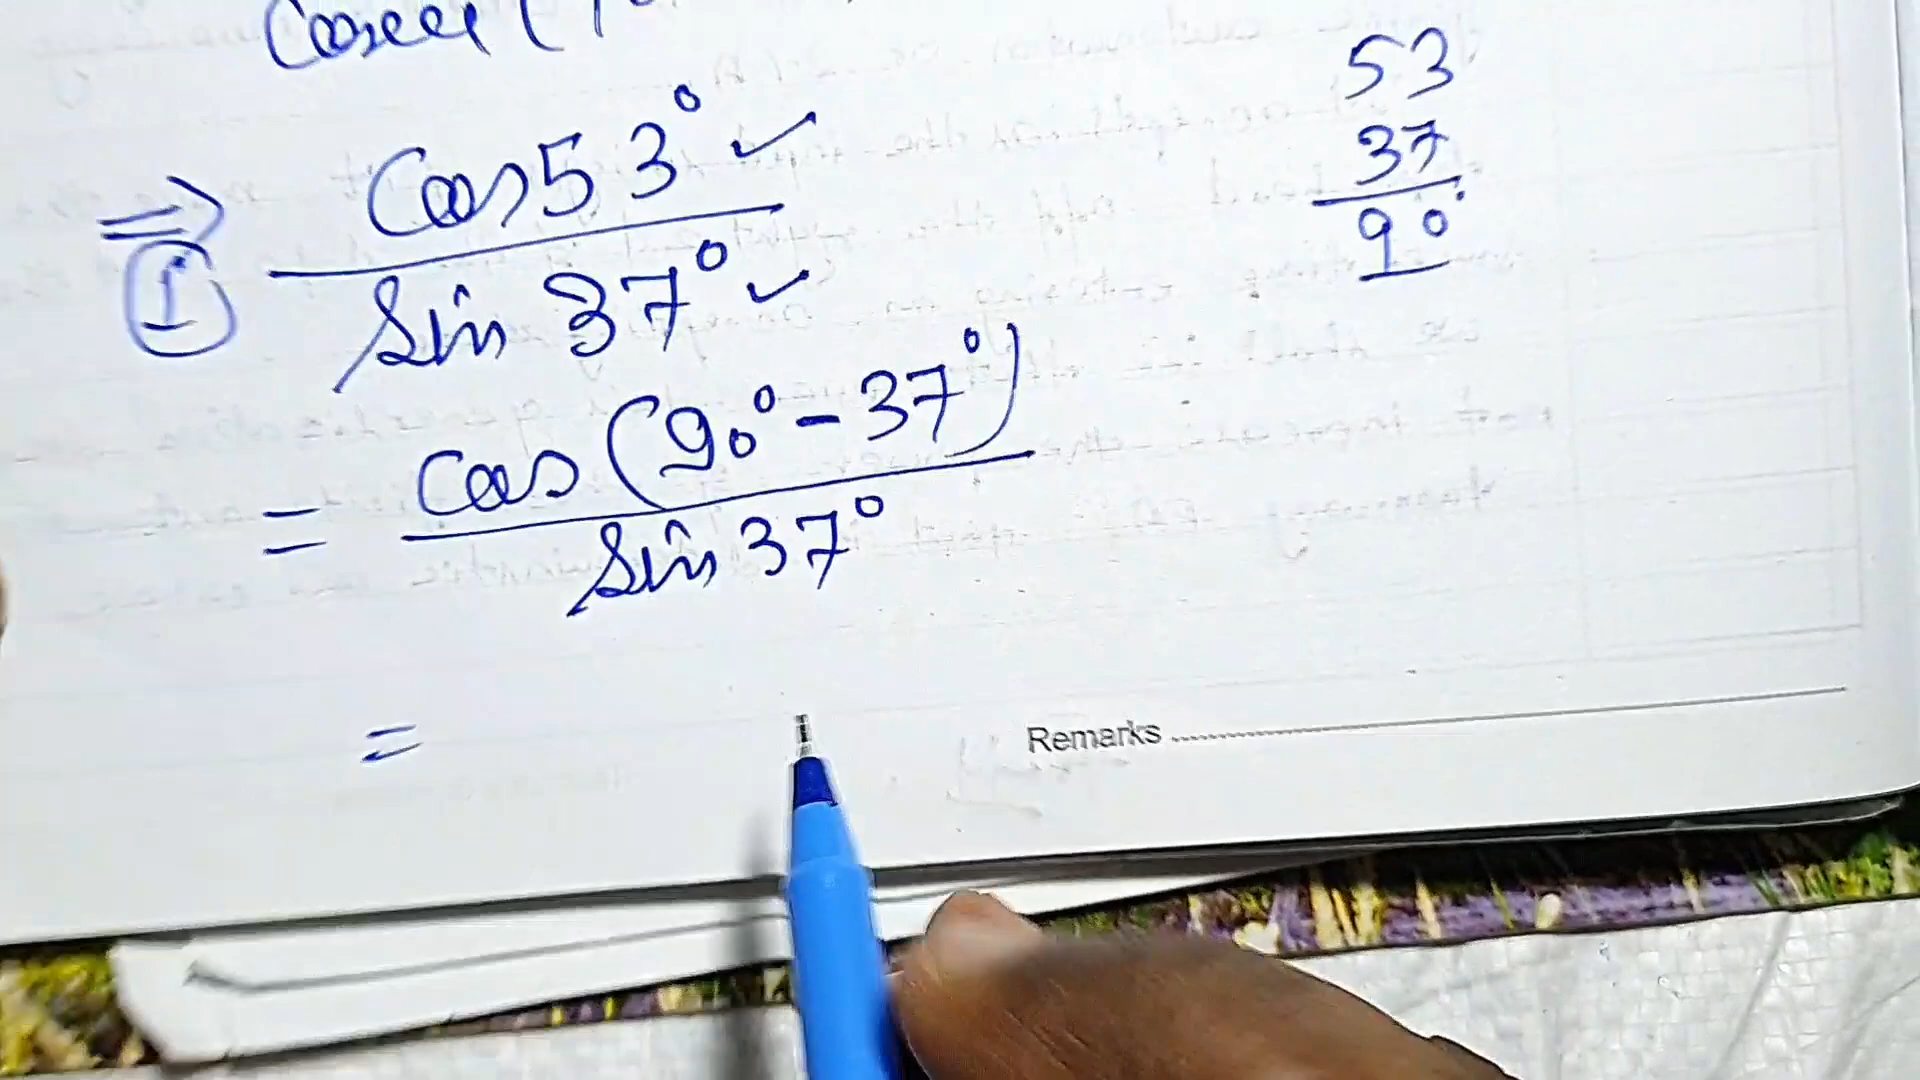 Cosec (
⇒ Cos 53° ✓
① sin 37° ✓
= cos (90° - 37°)
sin 37°
=
53
37
90°
Remarks